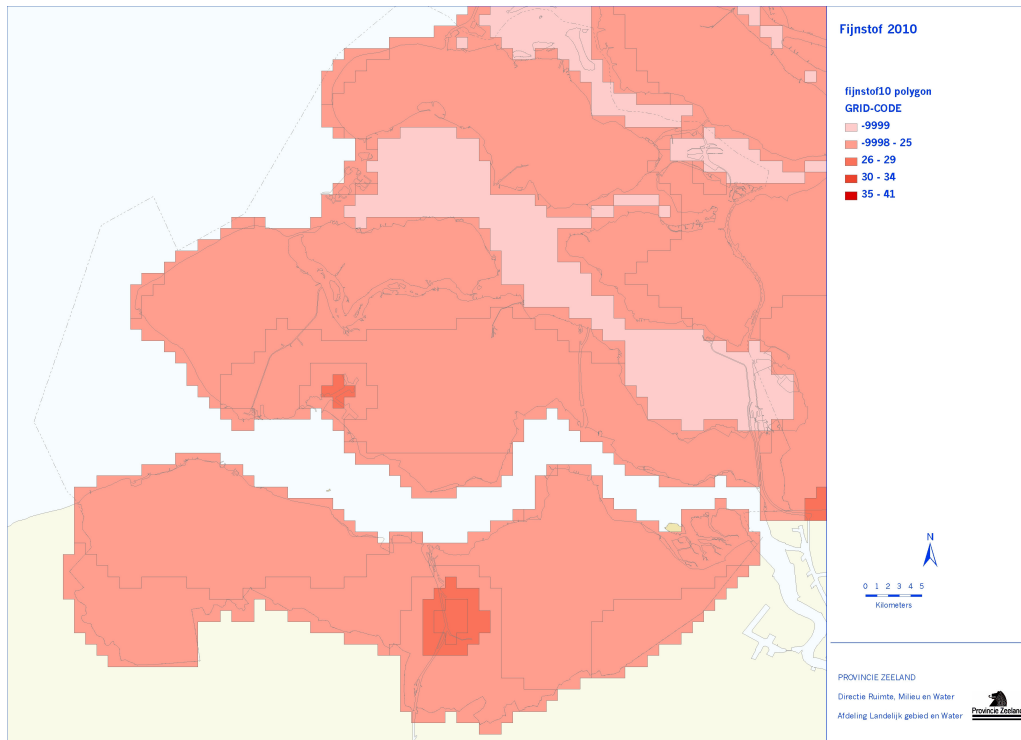 Fijnstof 2010
fijnstof10 polygon
GRID-CODE
-9999
-9998 - 25
26 - 29
30 - 34
35 - 41
N
0 1 2 3 4 5
Kilometers
PROVINCIE ZEELAND
Directie Ruimte, Milieu en Water
Afdeling Landelijk gebied en Water
Provincie Zeeland